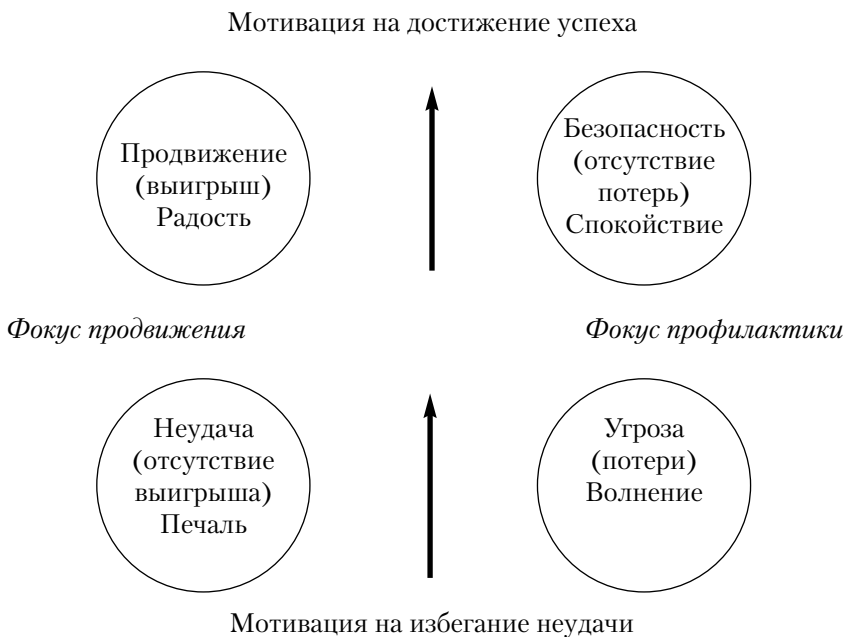 Мотивация на достижение успеха
Продвижение
(выигрыш)
Радость
Безопасность
(отсутствие
потерь)
Спокойствие
Фокус продвижения
Фокус профилактики
Неудача
(отсутствие
выигрыша)
Печаль
Угроза
(потери)
Волнение
Мотивация на избегание неудачи